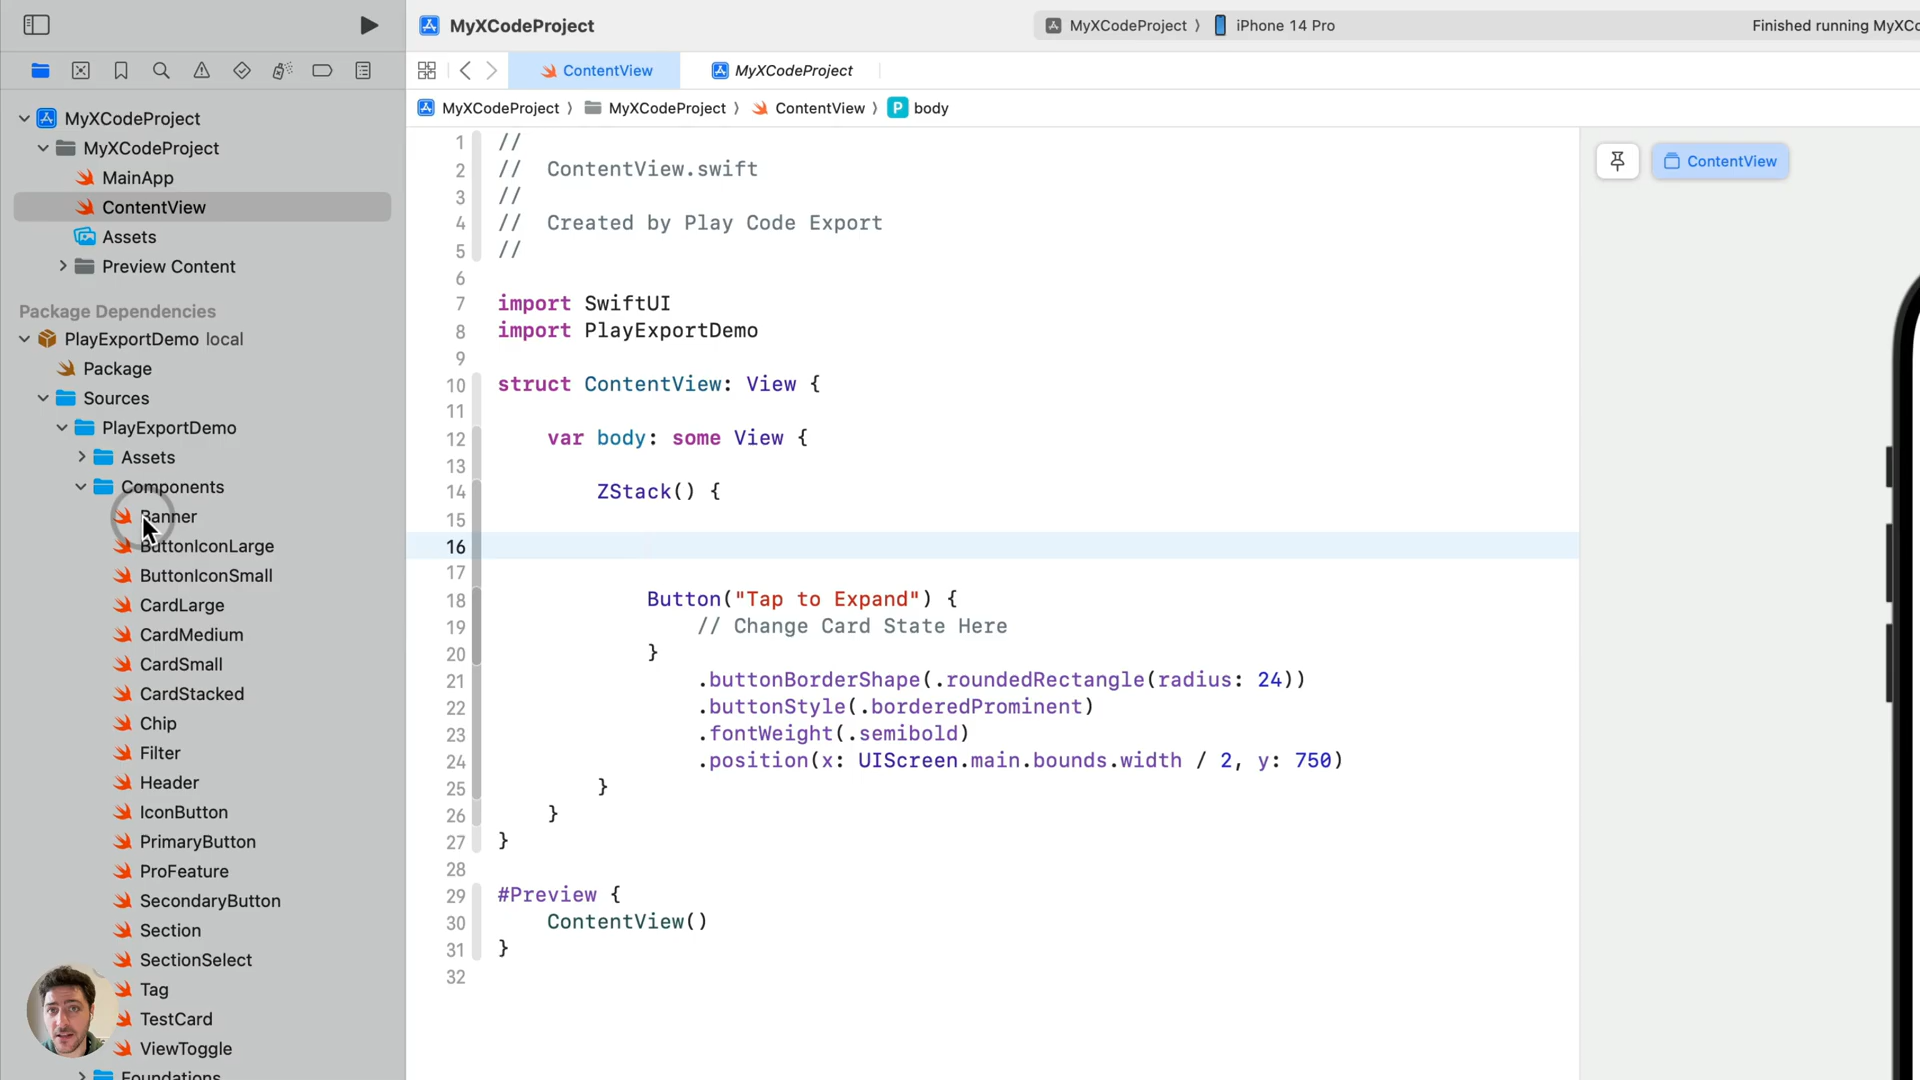 MyXCodeProject
MyXCodeProject 〉 iPhone 14 Pro
Finished running MyXCo
ContentView
MyXCodeProject
MyXCodeProject 〉 MyXCodeProject 〉 ContentView 〉 P body
MyXCodeProject
MyXCodeProject
MainApp
ContentView
Assets
Preview Content
Package Dependencies
PlayExportDemo local
Package
Sources
PlayExportDemo
Assets
Components
Banner
ButtonIconLarge
ButtonIconSmall
CardLarge
CardMedium
CardSmall
CardStacked
Chip
Filter
Header
IconButton
PrimaryButton
ProFeature
SecondaryButton
Section
SectionSelect
Tag
TestCard
ViewToggle
Foundations
1 //
2 // ContentView.swift
3 //
4 // Created by Play Code Export
5 //
6
7 import SwiftUI
8 import PlayExportDemo
9
10 struct ContentView: View {
11
12 var body: some View {
13
14 ZStack() {
15
16
17
18 Button("Tap to Expand") {
19 // Change Card State Here
20 }
21 .buttonBorderShape(.roundedRectangle(radius: 24))
22 .buttonStyle(.borderedProminent)
23 .fontWeight(.semibold)
24 .position(x: UIScreen.main.bounds.width / 2, y: 750)
25 }
26 }
27 }
28
29 #Preview {
30 ContentView()
31 }
32
ContentView